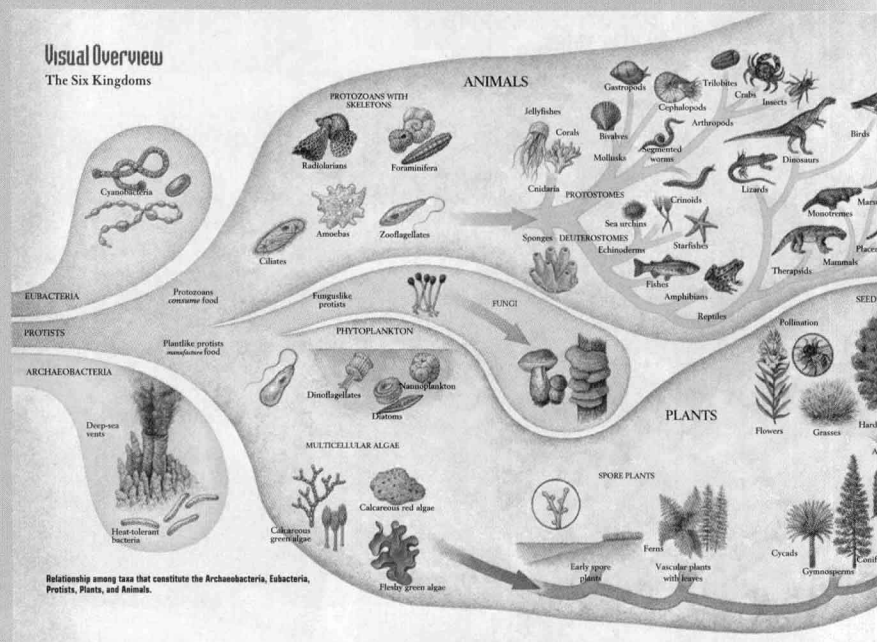 Visual Overview
The Six Kingdoms
ANIMALS
PROTOZOANS WITH
SKELETONS
Radiolarians
Foraminifera
Cyanobacteria
Ciliates
Amoebas
Zooflagellates
Jellyfishes
Corals
Cnidaria
Gastropods
Bivalves
Mollusks
Cephalopods
Segmented
worms
Trilobites
Crabs
Insects
Arthropods
PROTOSTOMES
Crinoids
Sea urchins
Starfishes
Sponges
DEUTEROSTOMES
Echinoderms
Fishes
Amphibians
Reptiles
Lizards
Dinosaurs
Birds
Monotremes
Mars
Therapsids
Mammals
Place
EUBACTERIA
Protozoans
consume food
PROTISTS
Plantlike protists
manufacture food
ARCHAEOBACTERIA
Funguslike
protists
FUNGI
PHYTOPLANKTON
Dinoflagellates
Nannoplankton
Diatoms
Deep-sea
vents
Heat-tolerant
bacteria
MULTICELLULAR ALGAE
Calcareous
green algae
Calcareous red algae
Fleshy green algae
PLANTS
SEED
Pollination
Flowers
Grasses
Hard
SPORE PLANTS
Early spore
plants
Ferns
Vascular plants
with leaves
Cycads
Conif
Gymnosperms
Relationship among taxa that constitute the Archaeobacteria, Eubacteria,
Protists, Plants, and Animals.